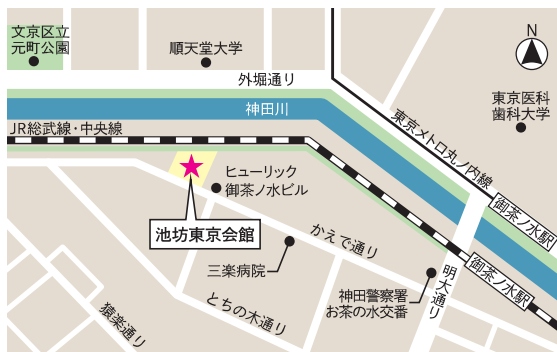 文京区立
元町公園
順天堂大学
N
外堀通り
神田川
東京医科
歯科大学
JR総武線・中央線
東京メトロ丸ノ内線
ヒューリック
御茶ノ水ビル
御茶ノ水駅
池坊東京会館
かえで通り
三楽病院
御茶ノ水駅
明大通り
神田警察署
お茶の水交番
とちの木通り
猿楽通り